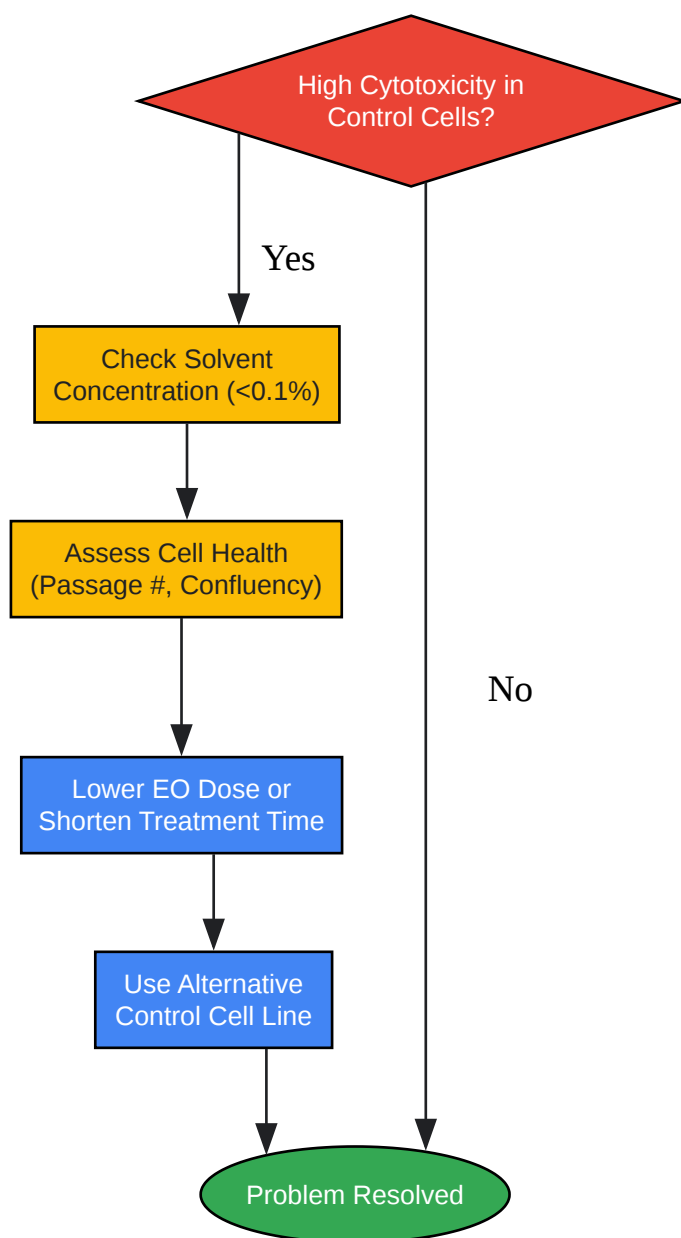 High Cytotoxicity in
Control Cells?
Yes
Check Solvent
Concentration (<0.1%)
Assess Cell Health
(Passage #, Confluency)
No
Lower EO Dose or
Shorten Treatment Time
Use Alternative
Control Cell Line
Problem Resolved